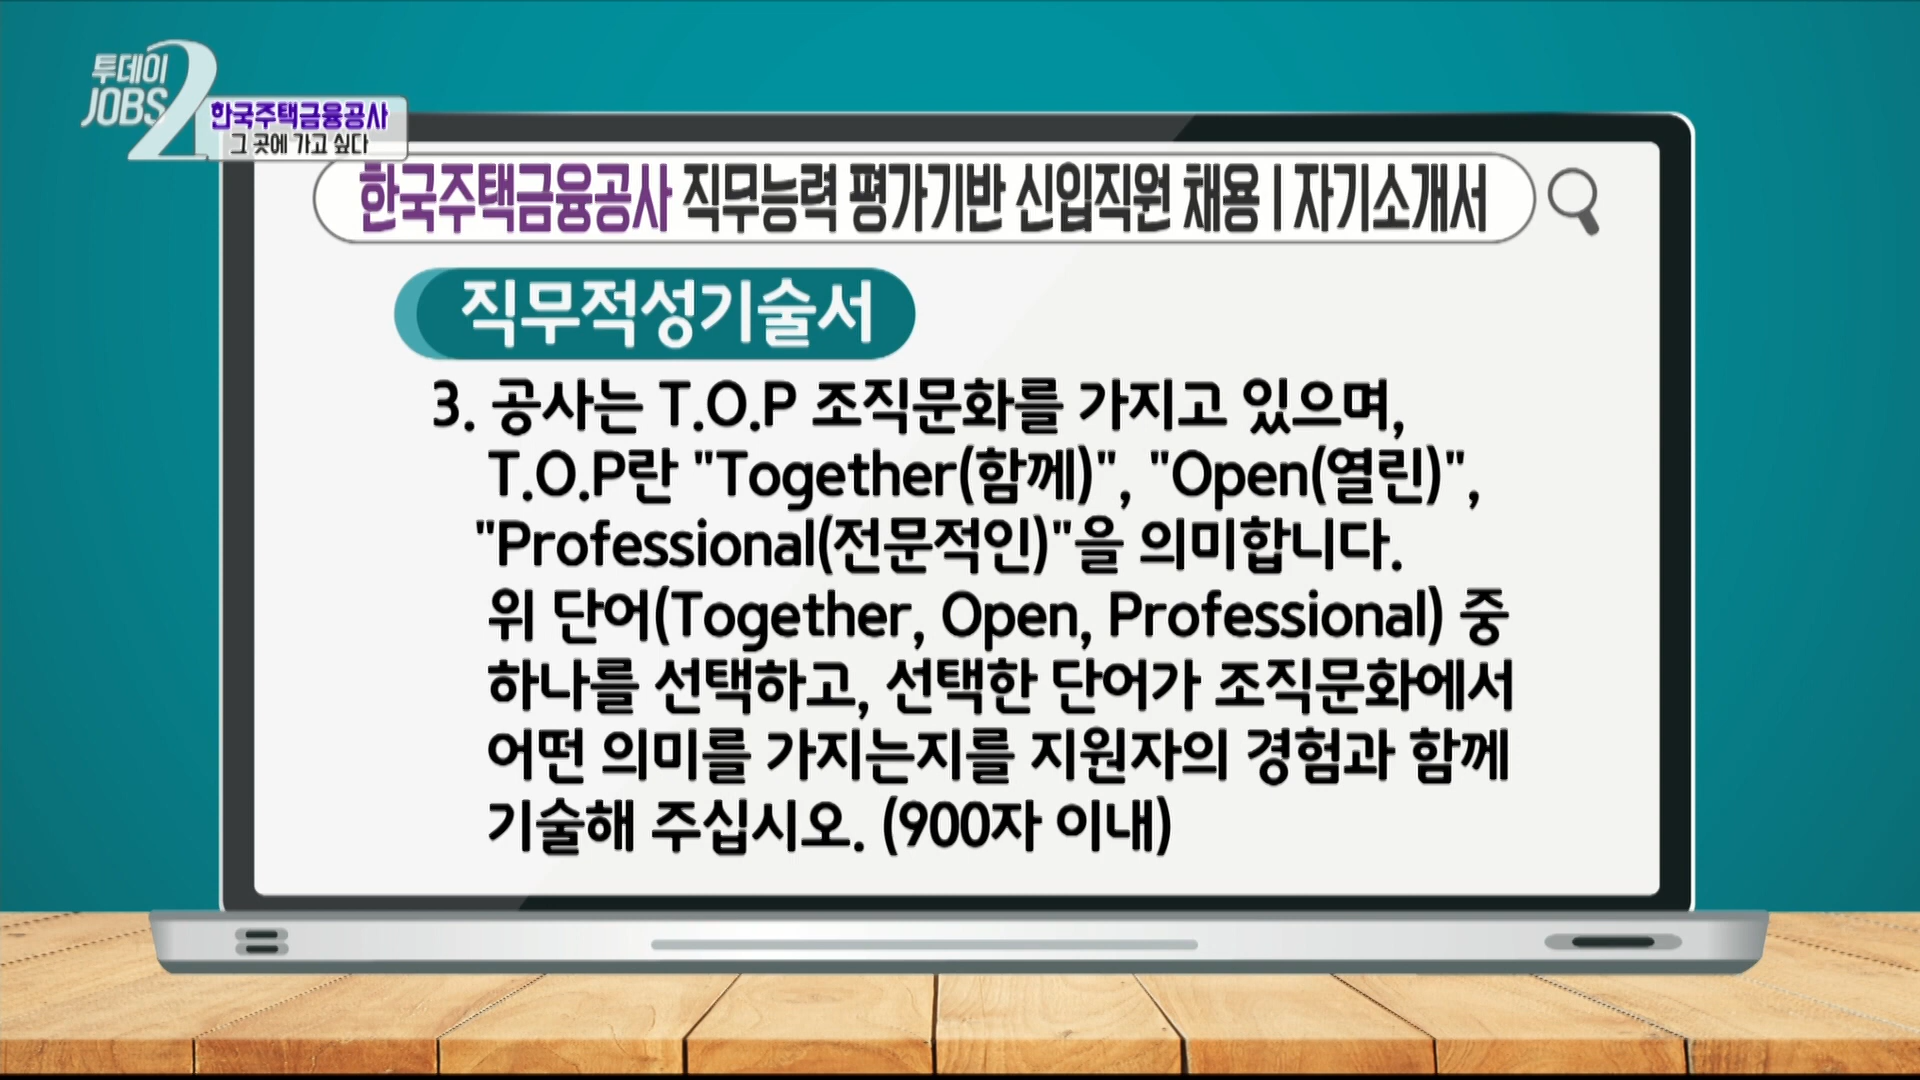 투데이
JOBS 2
한국주택금융공사
그 곳에 가고 싶다
한국주택금융공사 직무능력 평가기반 신입직원 채용 | 자기소개서
직무적성기술서
3. 공사는 T.O.P 조직문화를 가지고 있으며,
T.O.P란 "Together(함께)", "Open(열린)",
"Professional(전문적인)"을 의미합니다.
위 단어(Together, Open, Professional) 중
하나를 선택하고, 선택한 단어가 조직문화에서
어떤 의미를 가지는지를 지원자의 경험과 함께
기술해 주십시오. (900자 이내)